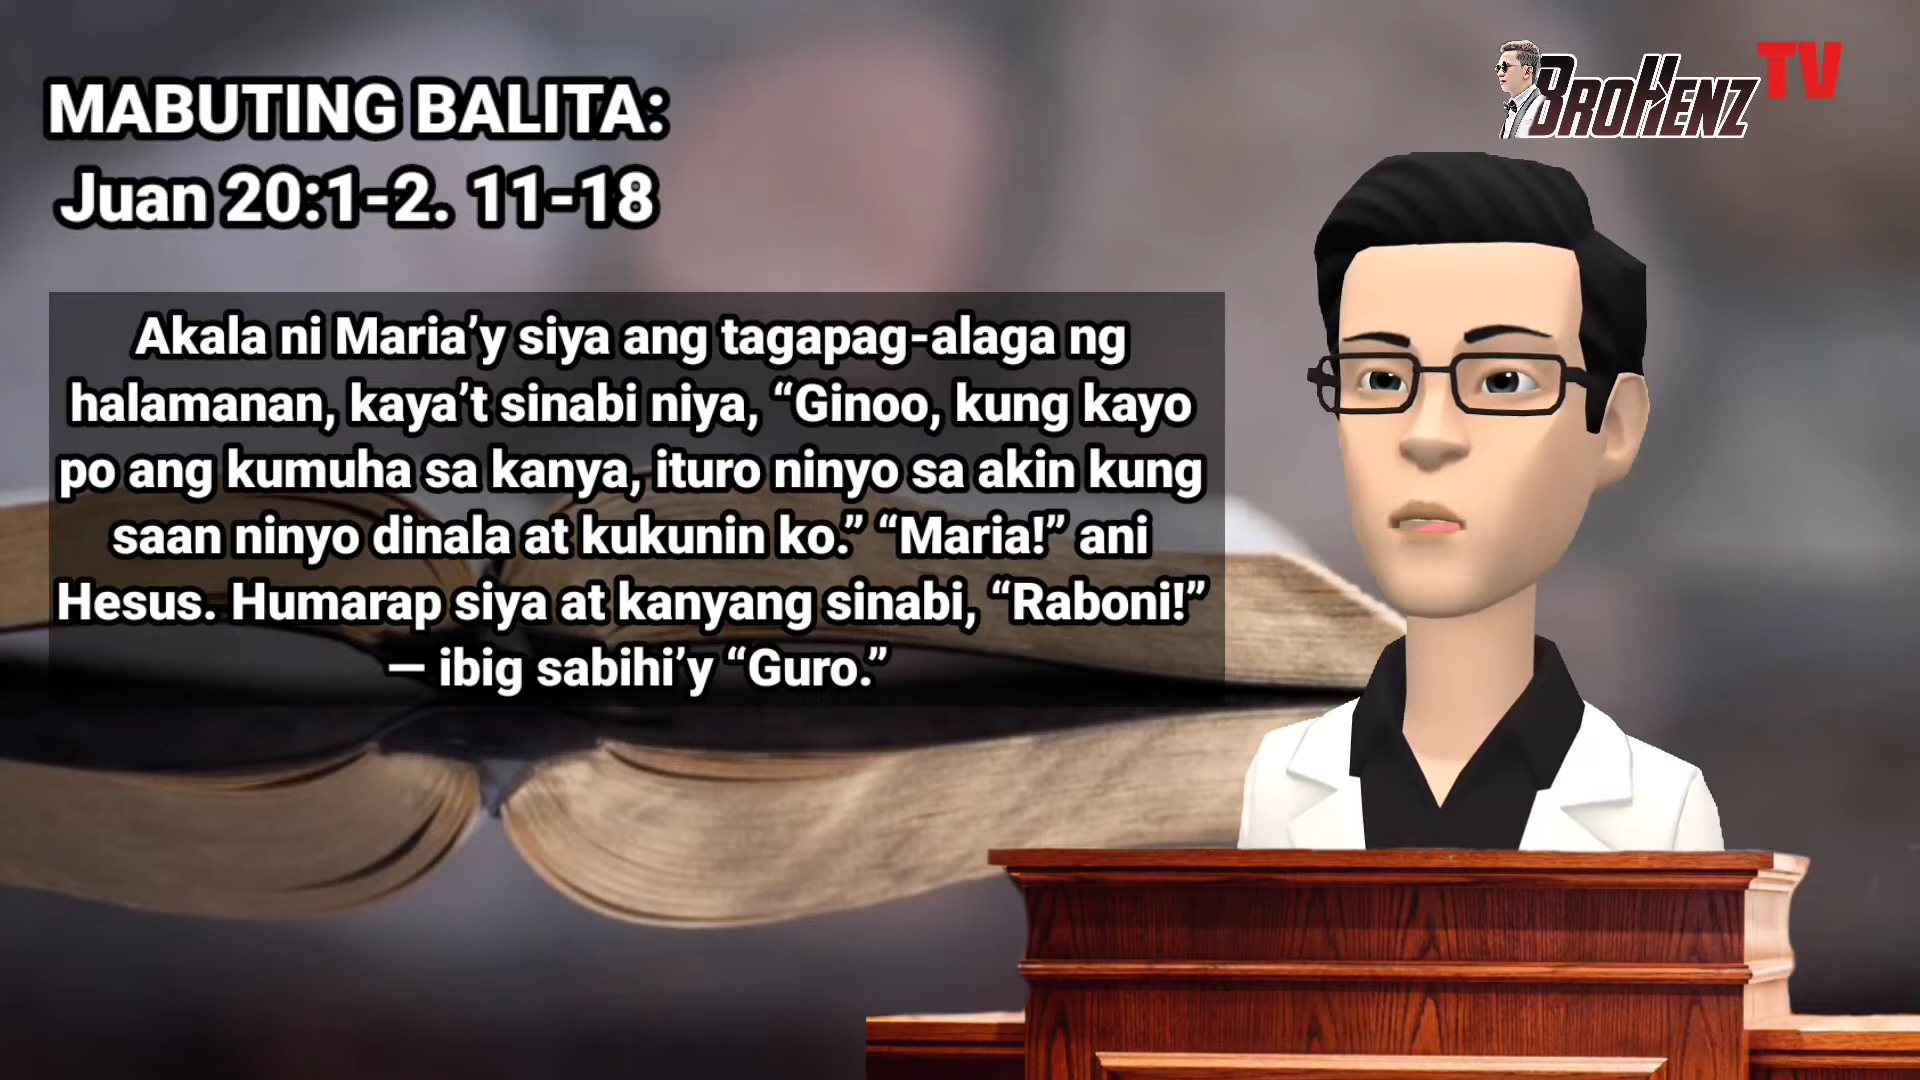 MABUTING BALITA:
Juan 20:1-2. 11-18
BROHENZ TV
Akala ni Maria’y siya ang tagapag-alaga ng
halamanan, kaya’t sinabi niya, “Ginoo, kung kayo
po ang kumuha sa kanya, ituro ninyo sa akin kung
saan ninyo dinala at kukunin ko.” “Maria!” ani
Hesus. Humarap siya at kanyang sinabi, “Raboni!”
— ibig sabihi’y “Guro.”